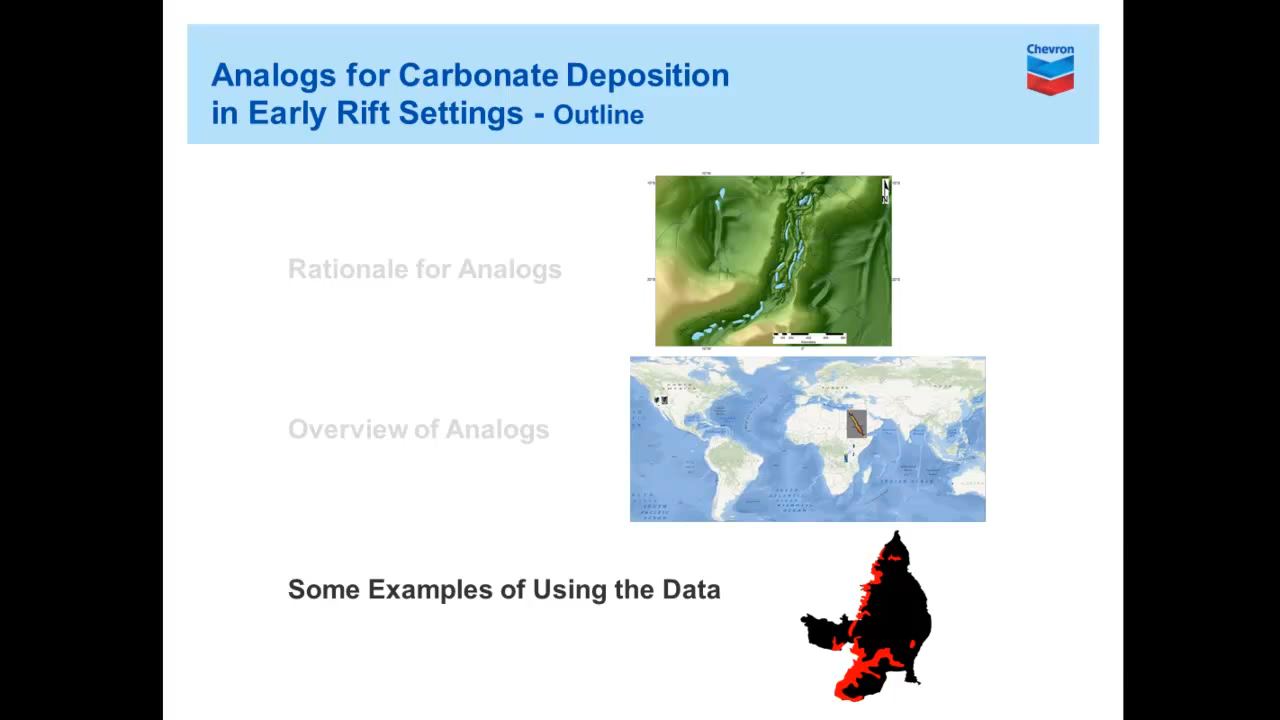 Analogs for Carbonate Deposition
in Early Rift Settings - Outline
Chevron
Rationale for Analogs
N
Overview of Analogs
Some Examples of Using the Data